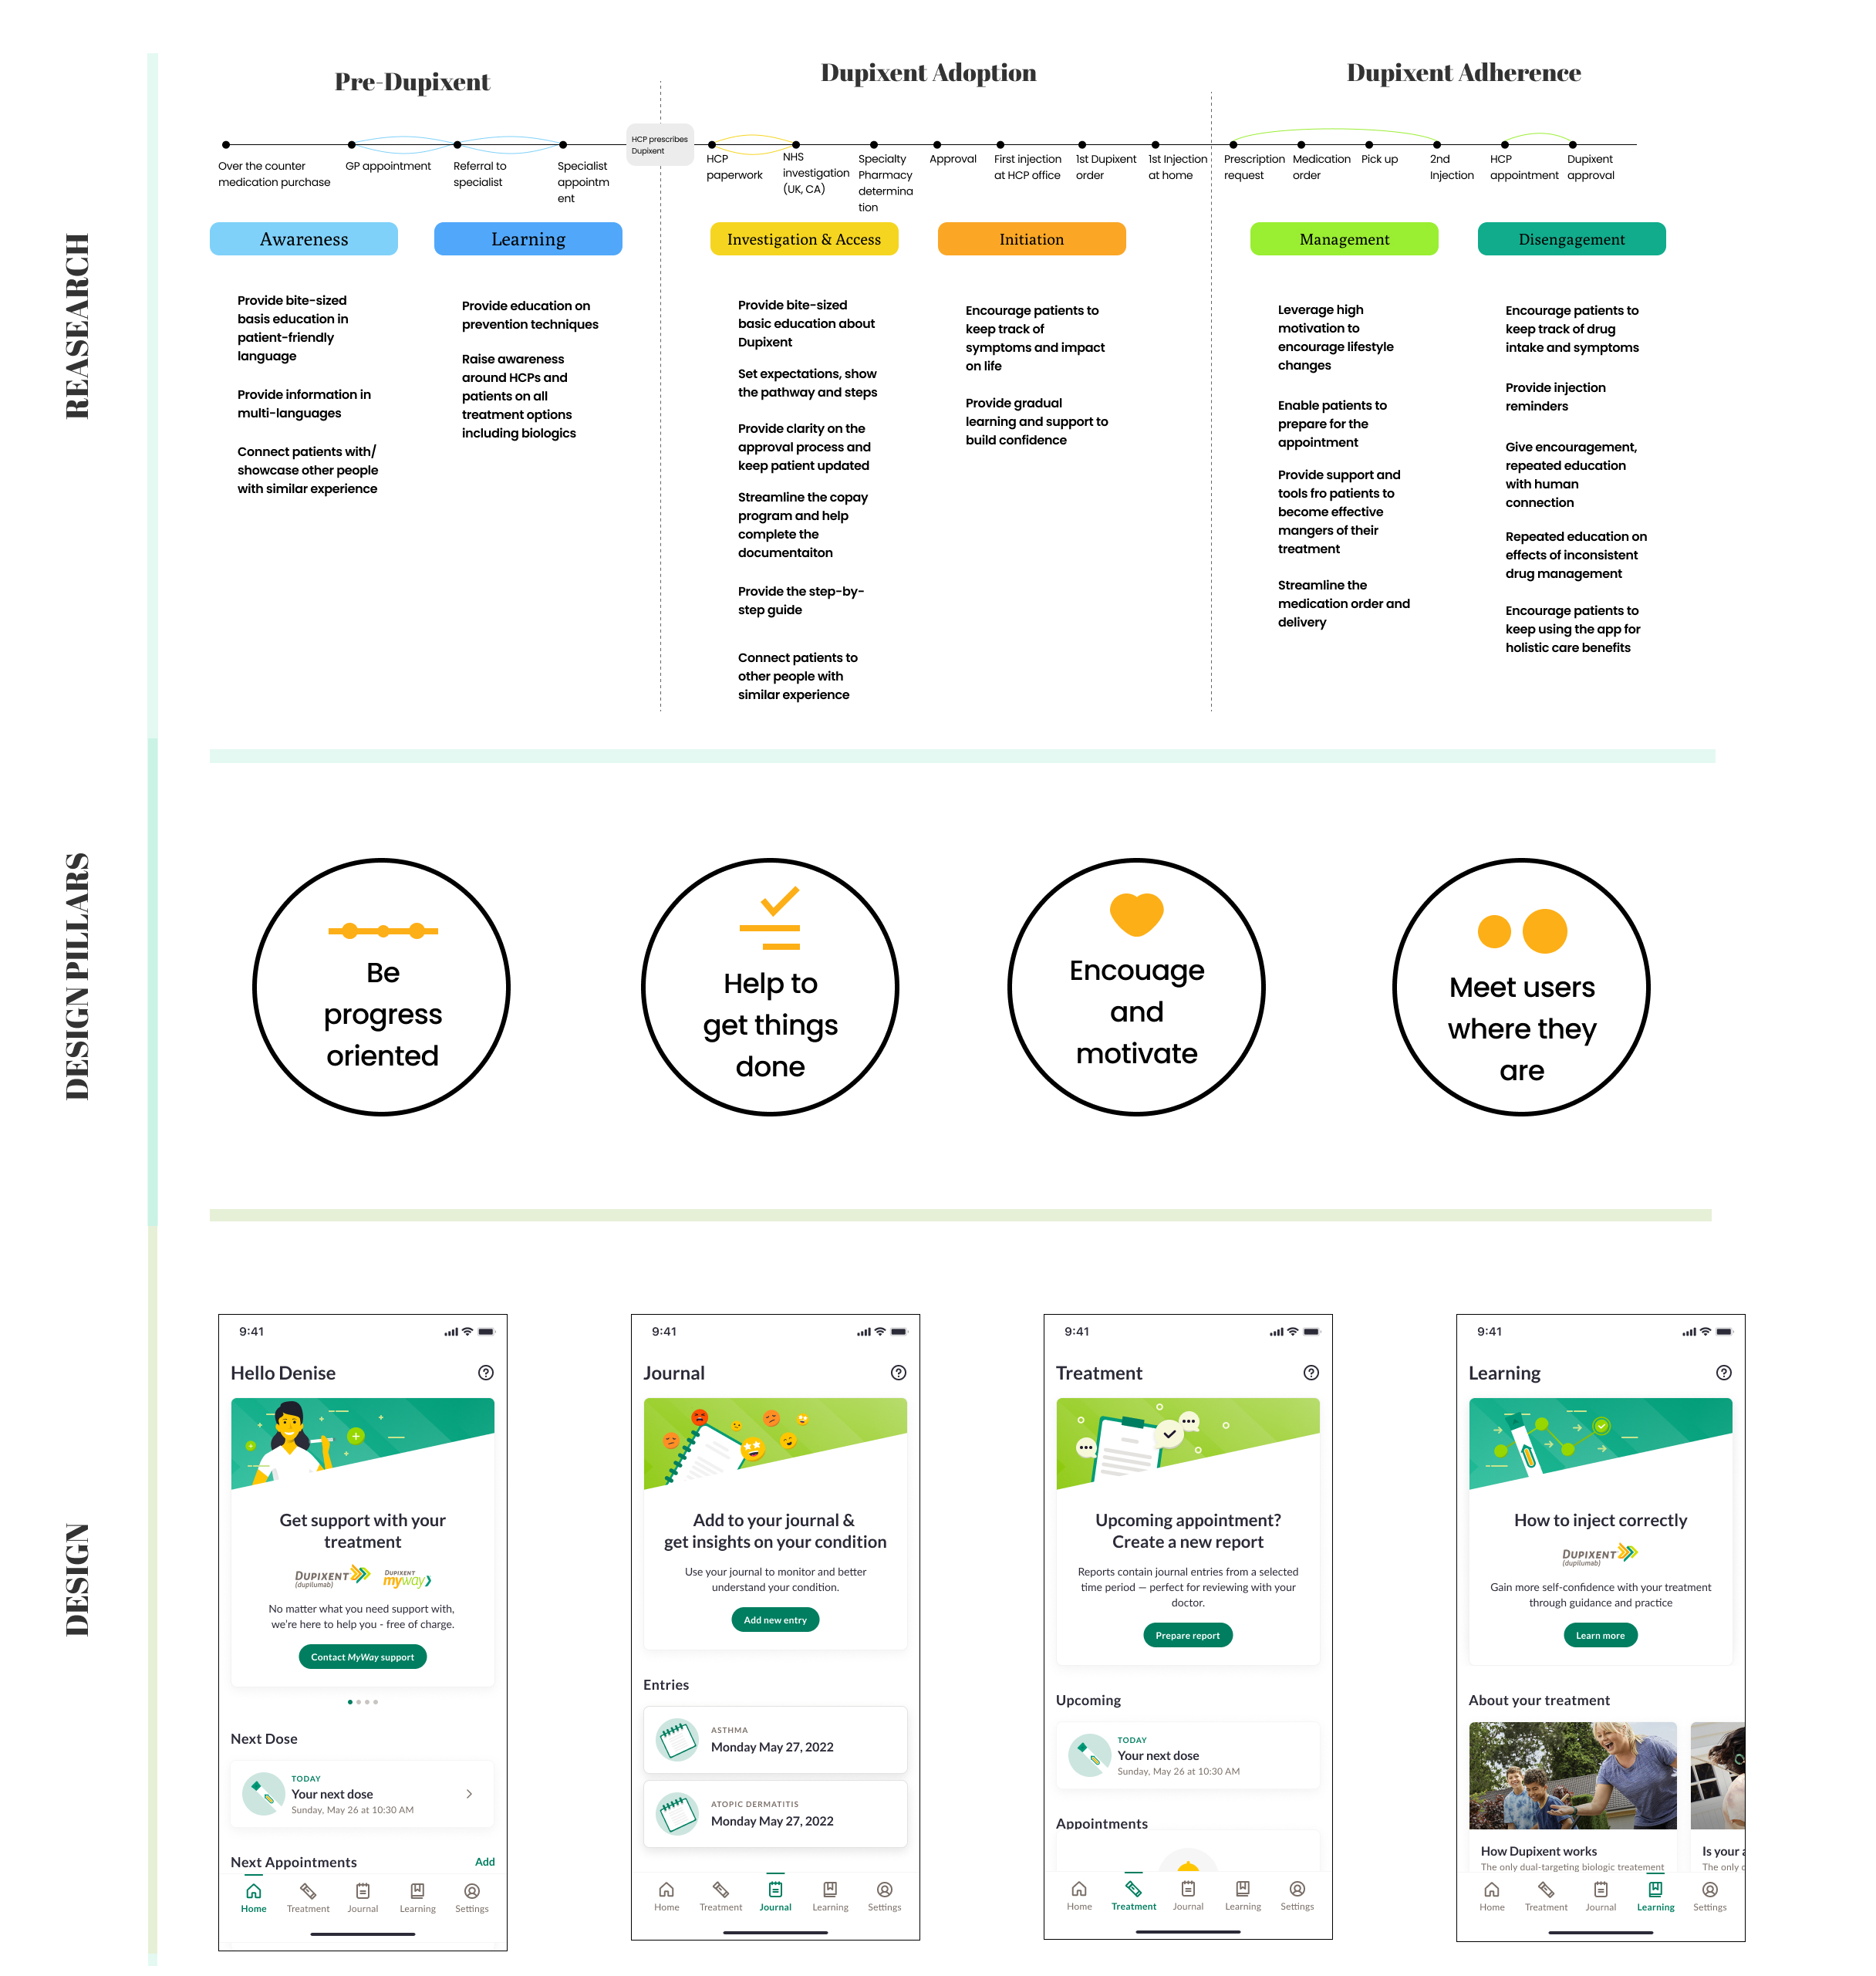 REASEARCH
Pre-Dupixent
Dupixent Adoption
Dupixent Adherence
Over the counter
medication purchase
GP appointment
Referral to
specialist
Specialist
appointm
ent
HCP prescribes
Dupixent
HCP
paperwork
NHS
investigation
(UK, CA)
Specialty
Pharmacy
determina
tion
Approval
First injection
at HCP office
1st Dupixent
order
1st Injection
at home
Prescription
request
Medication
order
Pick up
2nd
Injection
HCP
appointment
Dupixent
approval
Awareness
Learning
Investigation & Access
Initiation
Management
Disengagement
Provide bite-sized
basis education in
patient-friendly
language
Provide information in
multi-languages
Connect patients with/
showcase other people
with similar experience
Provide education on
prevention techniques
Raise awareness
around HCPs and
patients on all
treatment options
including biologics
Provide bite-sized
basic education about
Dupixent
Set expectations, show
the pathway and steps
Provide clarity on the
approval process and
keep patient updated
Streamline the copay
program and help
complete the
documentaiton
Provide the step-by-
step guide
Connect patients to
other people with
similar experience
Encourage patients to
keep track of
symptoms and impact
on life
Provide gradual
learning and support to
build confidence
Leverage high
motivation to
encourage lifestyle
changes
Enable patients to
prepare for the
appointment
Provide support and
tools fro patients to
become effective
mangers of their
treatment
Streamline the
medication order and
delivery
Encourage patients to
keep track of drug
intake and symptoms
Provide injection
reminders
Give encouragement,
repeated education
with human
connection
Repeated education on
effects of inconsistent
drug management
Encourage patients to
keep using the app for
holistic care benefits
DESIGN PILLARS
Be
progress
oriented
Help to
get things
done
Encouage
and
motivate
Meet users
where they
are
DESIGN
9:41
Hello Denise
Get support with your
treatment
DUPIXENT
(dupilumab)
DUPIXENT
myway
No matter what you need support with,
we're here to help you - free of charge.
Contact MyWay support
Next Dose
TODAY
Your next dose
Sunday, May 26 at 10:30 AM
Next Appointments
Add
Home
Treatment
Journal
Learning
Settings
9:41
Journal
Add to your journal &
get insights on your condition
Use your journal to monitor and better
understand your condition.
Add new entry
Entries
ASTHMA
Monday May 27, 2022
ATOPIC DERMATITIS
Monday May 27, 2022
Home
Treatment
Journal
Learning
Settings
9:41
Treatment
Upcoming appointment?
Create a new report
Reports contain journal entries from a selected
time period — perfect for reviewing with your
doctor.
Prepare report
Upcoming
TODAY
Your next dose
Sunday, May 26 at 10:30 AM
Appointments
Home
Treatment
Journal
Learning
Settings
9:41
Learning
How to inject correctly
DUPIXENT
(dupilumab)
Gain more self-confidence with your treatment
through guidance and practice
Learn more
About your treatment
How Dupixent works
The only dual-targeting biologic treatement
Is your
The only
Home
Treatment
Journal
Learning
Settings